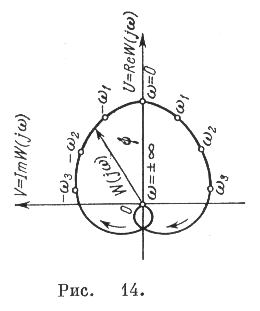 U=ReW(jω)
ω=0
-ω₁
ω₁
-ω₂
ω₂
ϕ
W(jω)
ω=±∞
-ω₃
ω₃
V=ImW(jω)
0
Рис. 14.